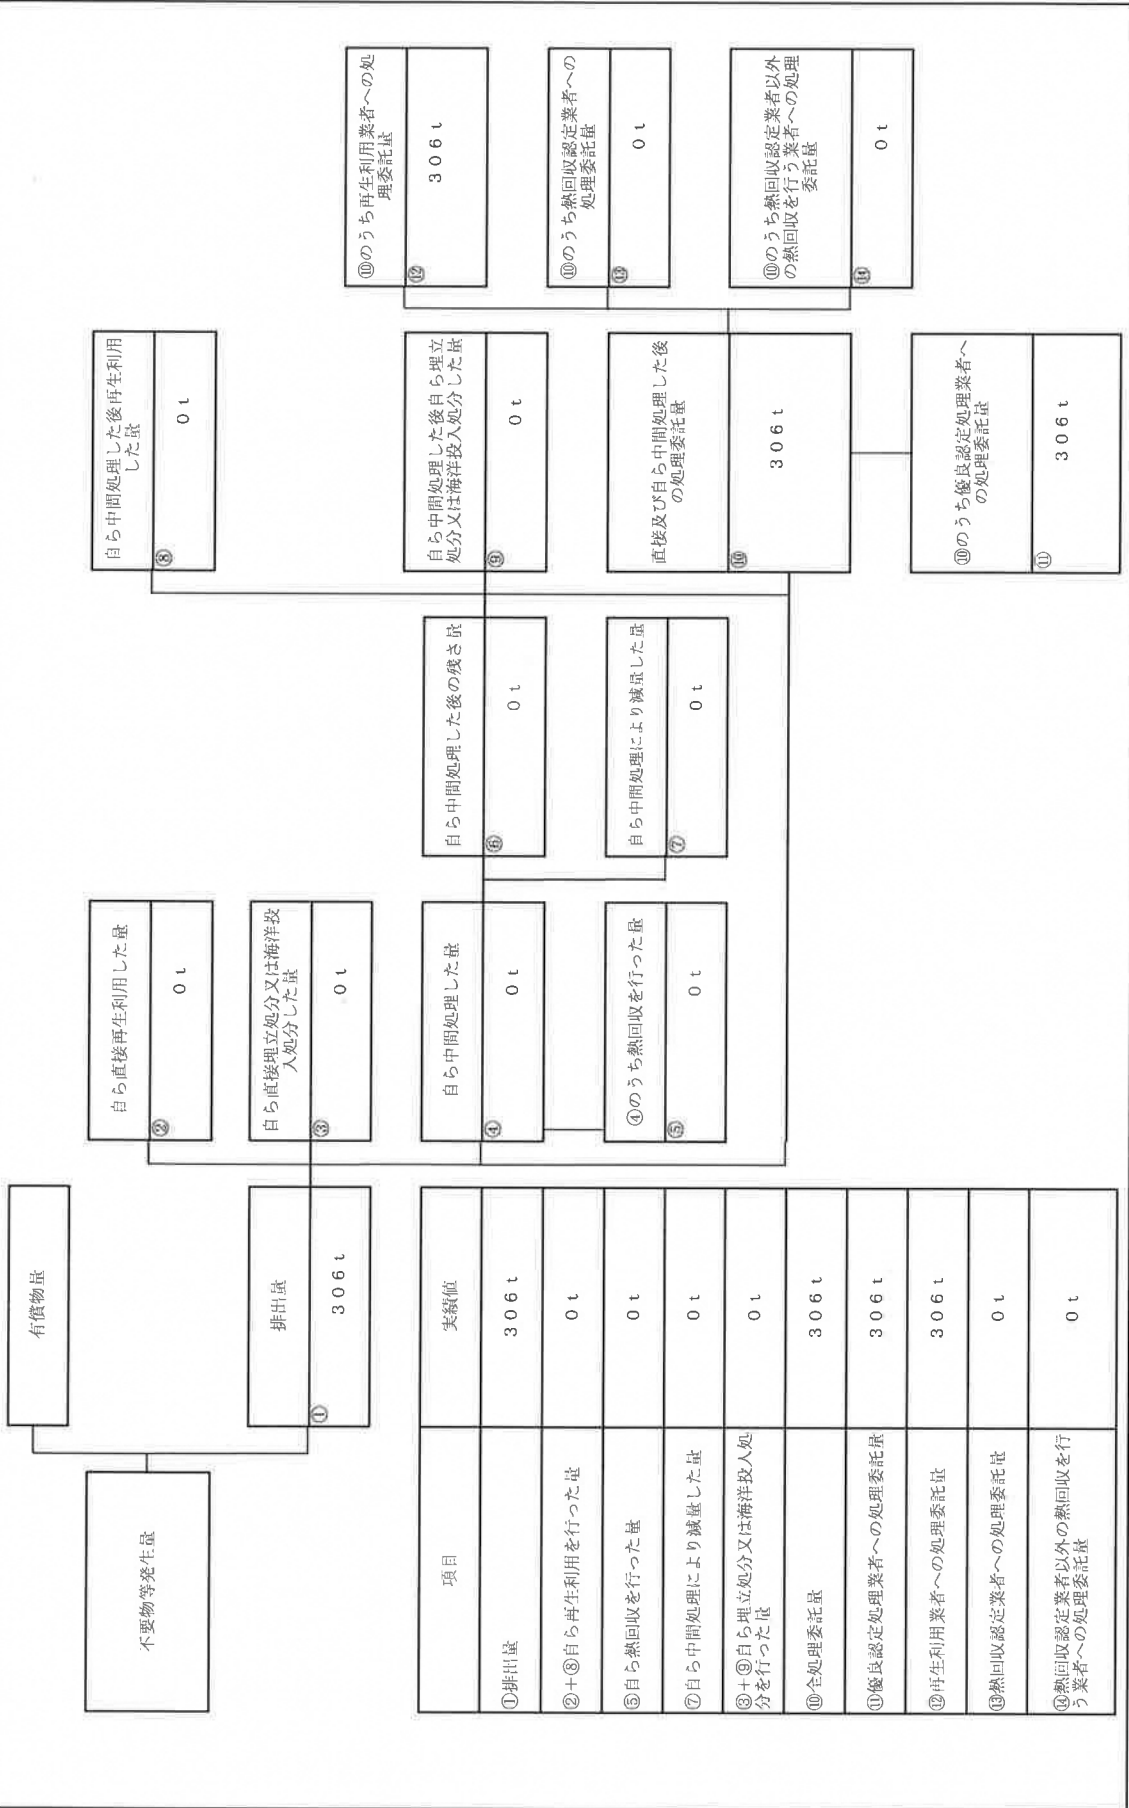 有償物量
不要物等発生量
排出量
①
306t
自ら直接再生利用した量
②
0t
自ら直接埋立処分又は海洋投
入処分した量
③
0t
自ら中間処理した量
④
0t
④のうち熱回収を行った量
⑤
0t
自ら中間処理した後の残さ量
⑥
0t
自ら中間処理により減量した量
⑦
0t
自ら中間処理した後再生利用
した量
⑧
0t
自ら中間処理した後自ら埋立
処分又は海洋投入処分した量
⑨
0t
直接及び自ら中間処理した後
の処理委託量
⑩
306t
⑩のうち優良認定処理業者へ
の処理委託量
⑪
306t
⑩のうち再生利用業者への処
理委託量
⑫
306t
⑩のうち熱回収認定業者への
処理委託量
⑬
0t
⑩のうち熱回収認定業者以外
の熱回収を行う業者への処理
委託量
⑭
0t
項目 実績値
①排出量 306t
②+⑧自ら再生利用を行った量 0t
⑤自ら熱回収を行った量 0t
⑦自ら中間処理により減量した量 0t
③+⑨自ら埋立処分又は海洋投入処
分を行った量 0t
⑩全処理委託量 306t
⑪優良認定処理業者への処理委託量 306t
⑫再生利用業者への処理委託量 306t
⑬熱回収認定業者への処理委託量 0t
⑭熱回収認定業者以外の熱回収を行
う業者への処理委託量 0t